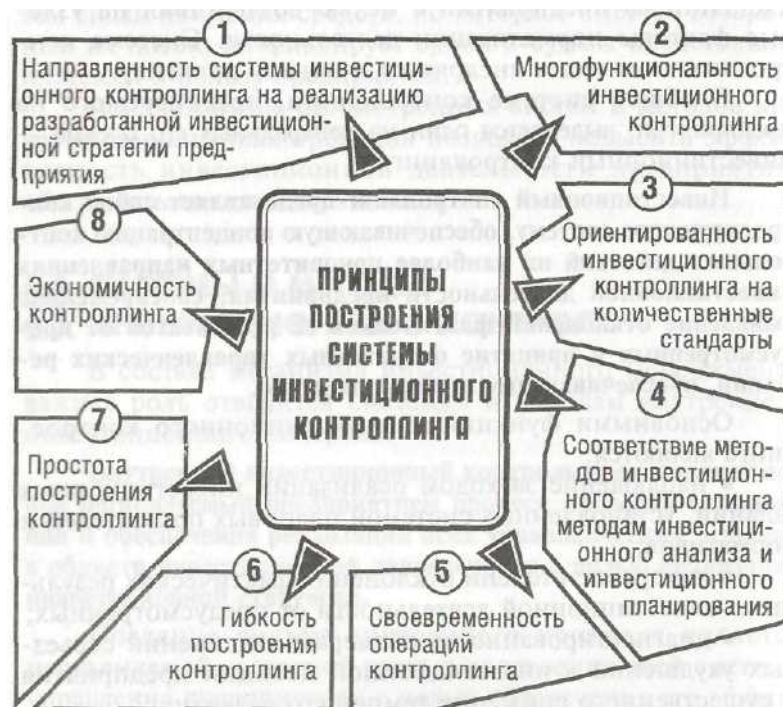 1
Направленность системы инвестици-
онного контроллинга на реализацию
разработанной инвестицион-
ной стратегии пред-
приятия
2
Многофункциональность
инвестиционного
контроллинга
3
Ориентированность
инвестиционного
контроллинга на
количественные
стандарты
4
Соответствие мето-
дов инвестицион-
ного контроллинга
методам инвестици-
онного анализа и
инвестиционного
планирования
5
Своевременность
операций
контроллинга
6
Гибкость
построения
контроллинга
7
Простота
построения
контроллинга
8
Экономичность
контроллинга
ПРИНЦИПЫ
ПОСТРОЕНИЯ
СИСТЕМЫ
ИНВЕСТИЦИОННОГО
КОНТРОЛЛИНГА